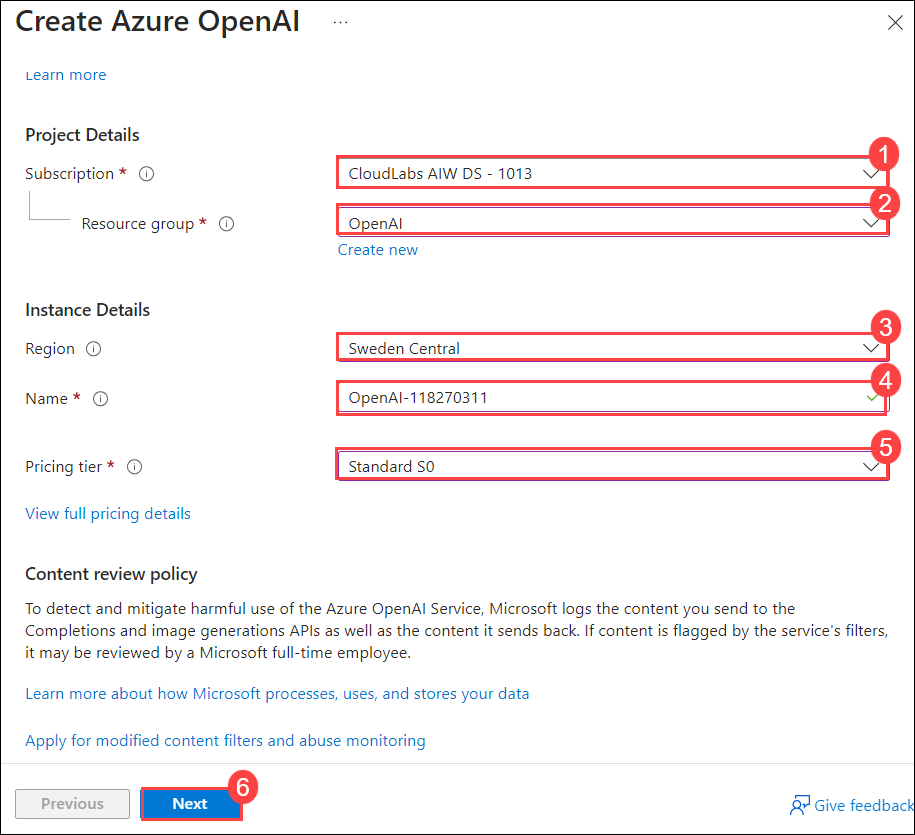 Create Azure OpenAI ...
Learn more
Project Details
Subscription * i
CloudLabs AIW DS - 1013
1
Resource group * i
OpenAI
2
Create new
Instance Details
Region i
Sweden Central
3
Name * i
OpenAI-118270311
4
Pricing tier * i
Standard S0
5
View full pricing details
Content review policy
To detect and mitigate harmful use of the Azure OpenAI Service, Microsoft logs the content you send to the
Completions and image generations APIs as well as the content it sends back. If content is flagged by the service's filters,
it may be reviewed by a Microsoft full-time employee.
Learn more about how Microsoft processes, uses, and stores your data
Apply for modified content filters and abuse monitoring
Previous
Next
6
Give feedback